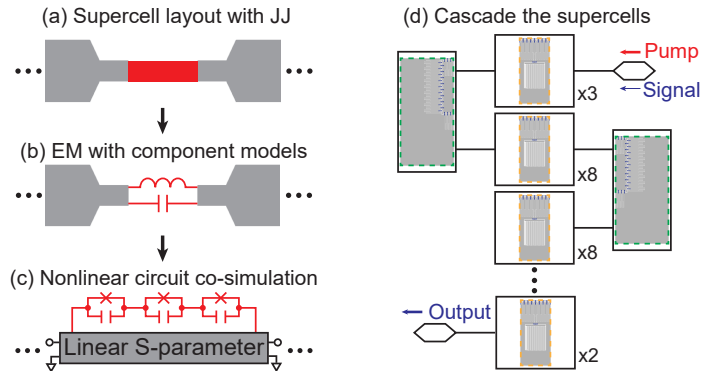 (a) Supercell layout with JJ
(b) EM with component models
(c) Nonlinear circuit co-simulation
Linear S-parameter
(d) Cascade the supercells
Pump
Signal
x3
x8
x8
Output
x2